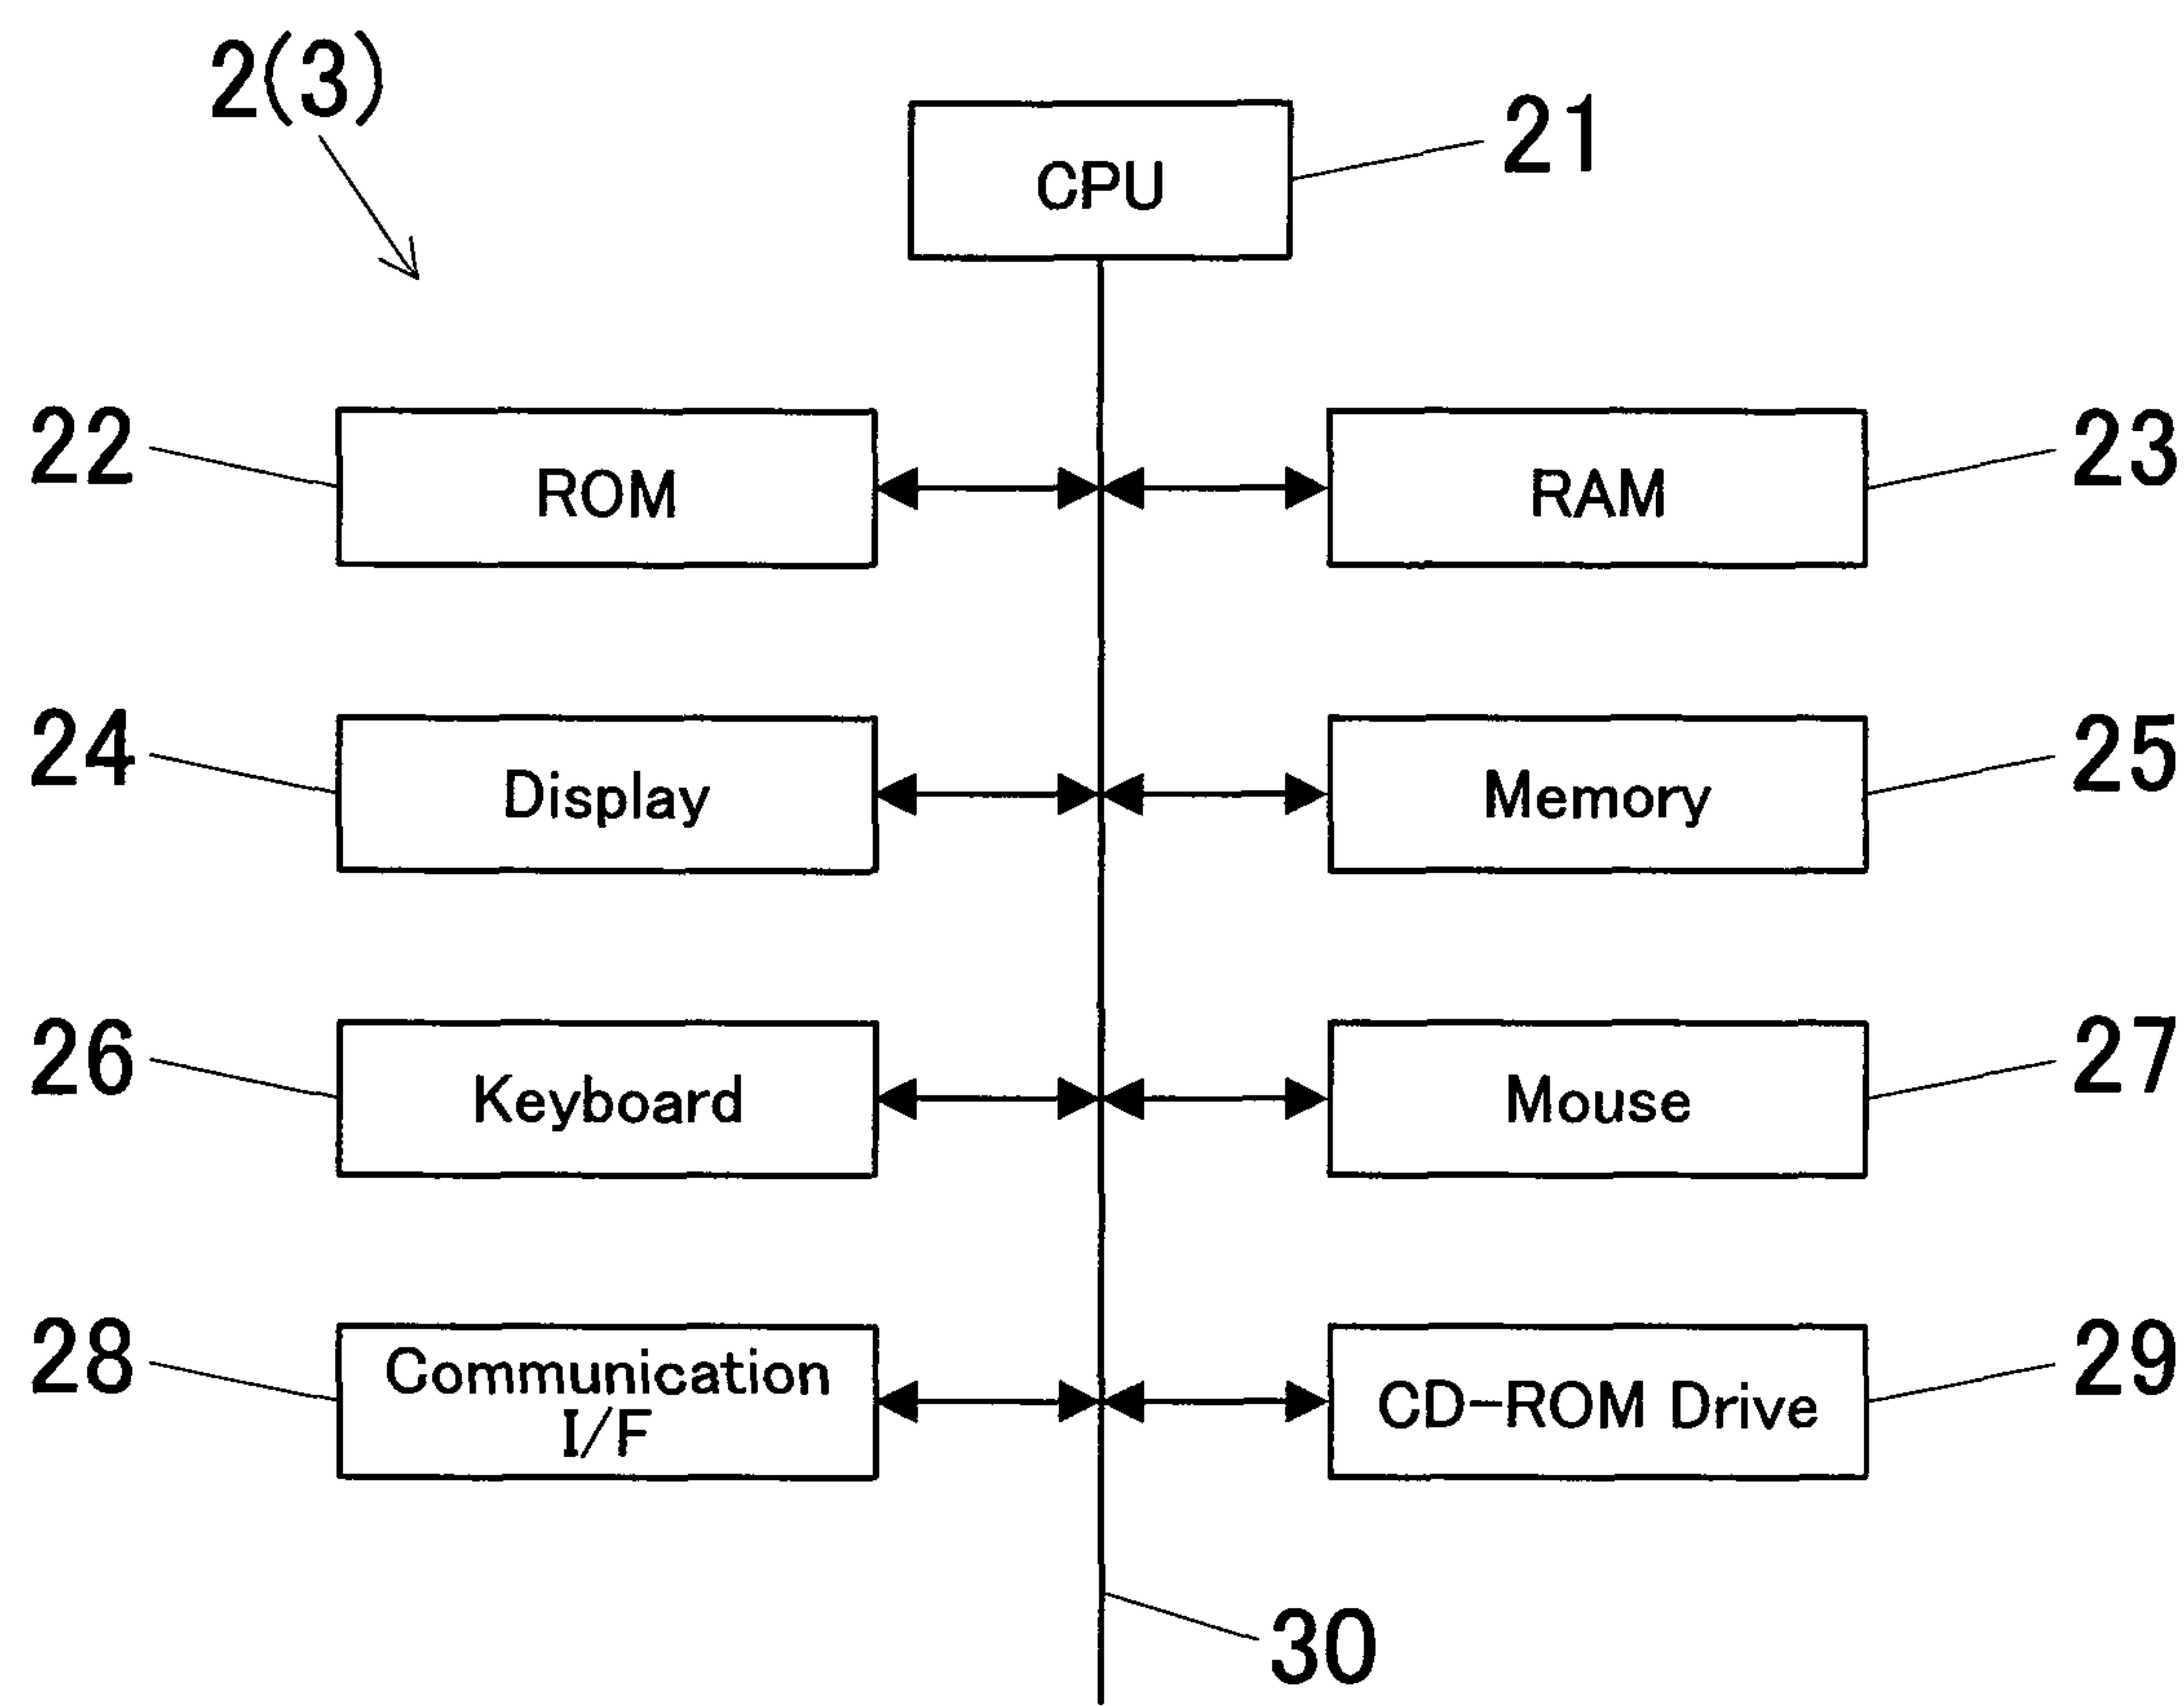 2(3)
CPU
21
22
ROM
RAM
23
24
Display
Memory
25
26
Keyboard
Mouse
27
28
Communication
I/F
CD-ROM Drive
29
30